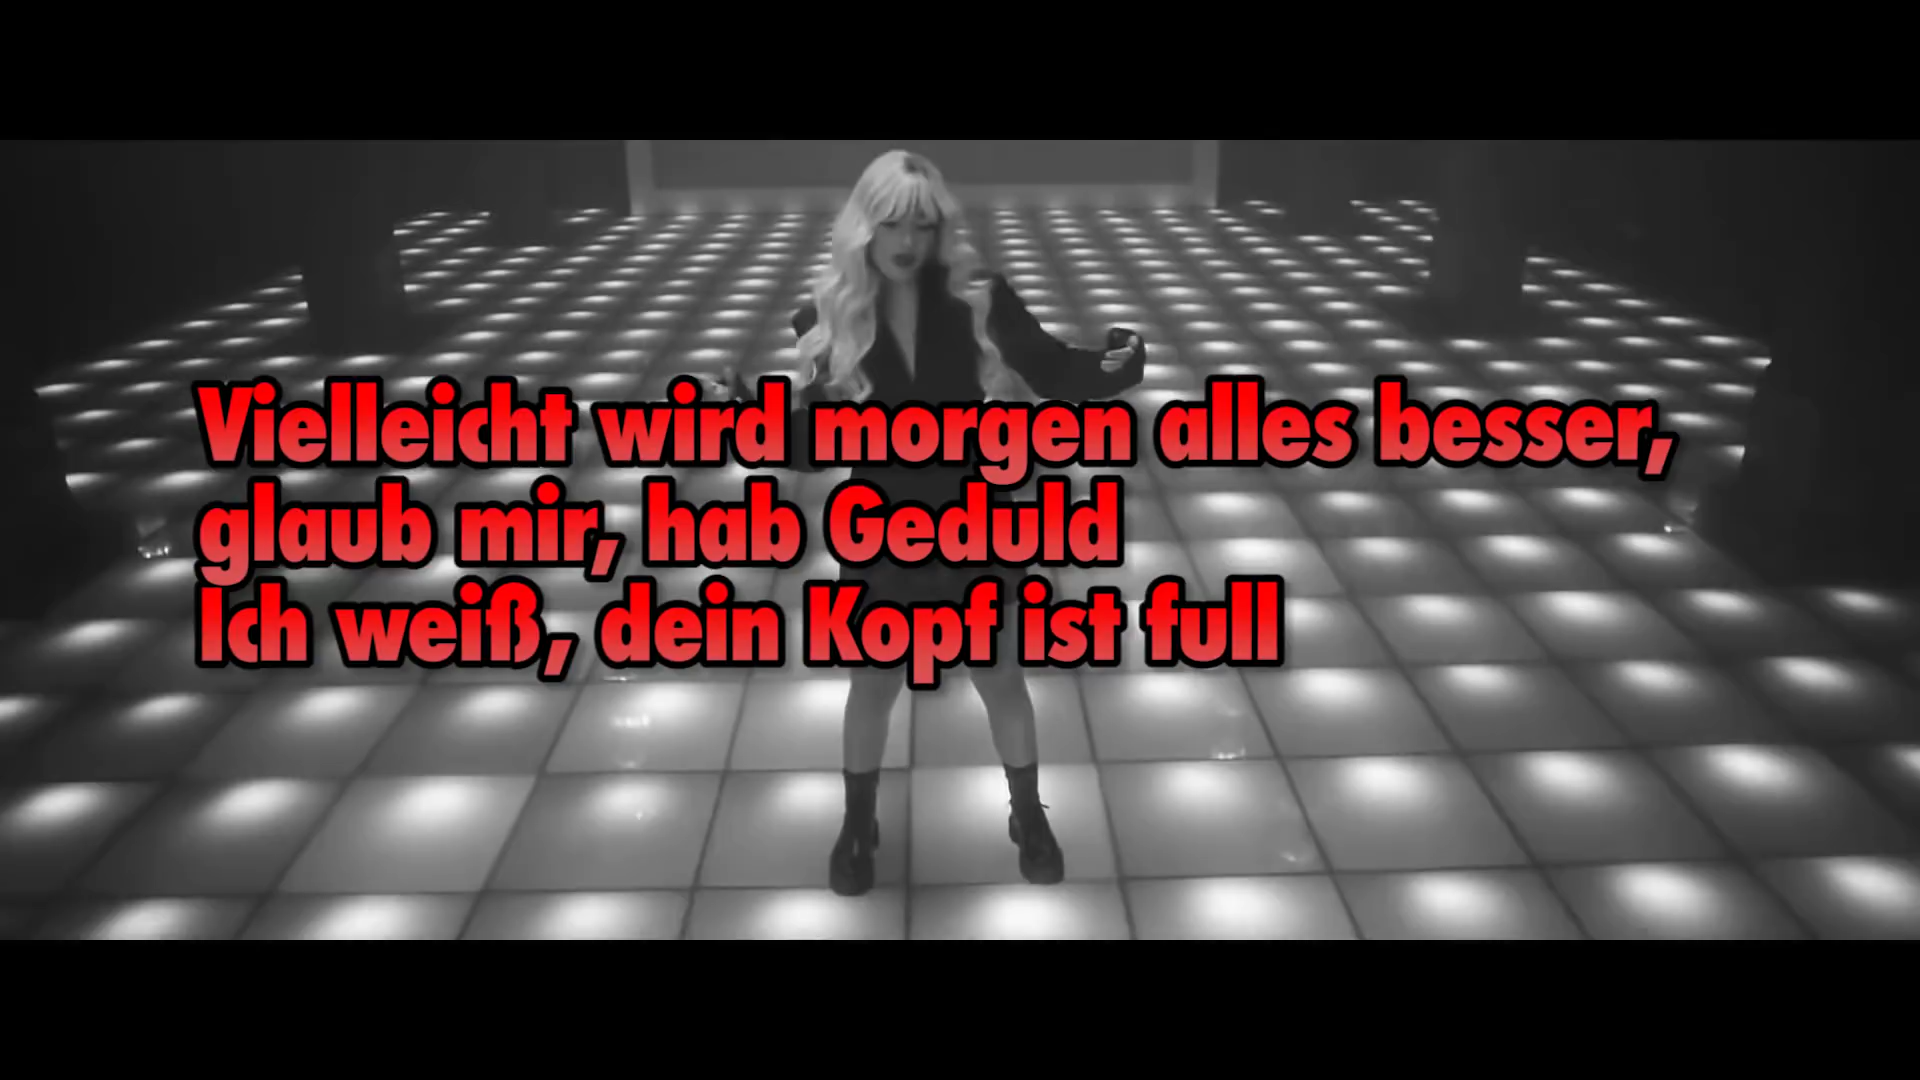 Vielleicht wird morgen alles besser,
glaub mir, hab Geduld
Ich weiß, dein Kopf ist full